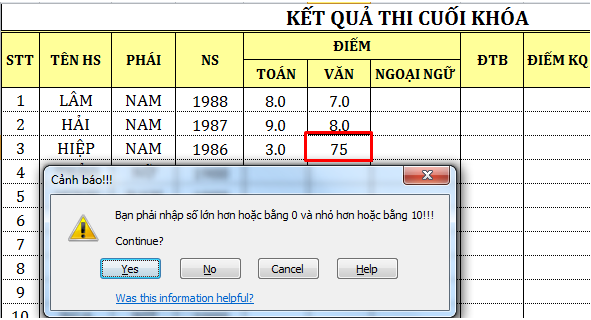 KẾT QUẢ THI CUỐI KHÓA
STT TÊN HS PHÁI NS ĐIỂM ĐTB ĐIỂM KQ
TOÁN VĂN NGOẠI NGỮ
1 LÂM NAM 1988 8.0 7.0
2 HẢI NAM 1987 9.0 8.0
3 HIỆP NAM 1986 3.0 75
4
5
6
7
8
9
10
Cảnh báo!!!
Bạn phải nhập số lớn hơn hoặc bằng 0 và nhỏ hơn hoặc bằng 10!!!
Continue?
Yes No Cancel Help
Was this information helpful?